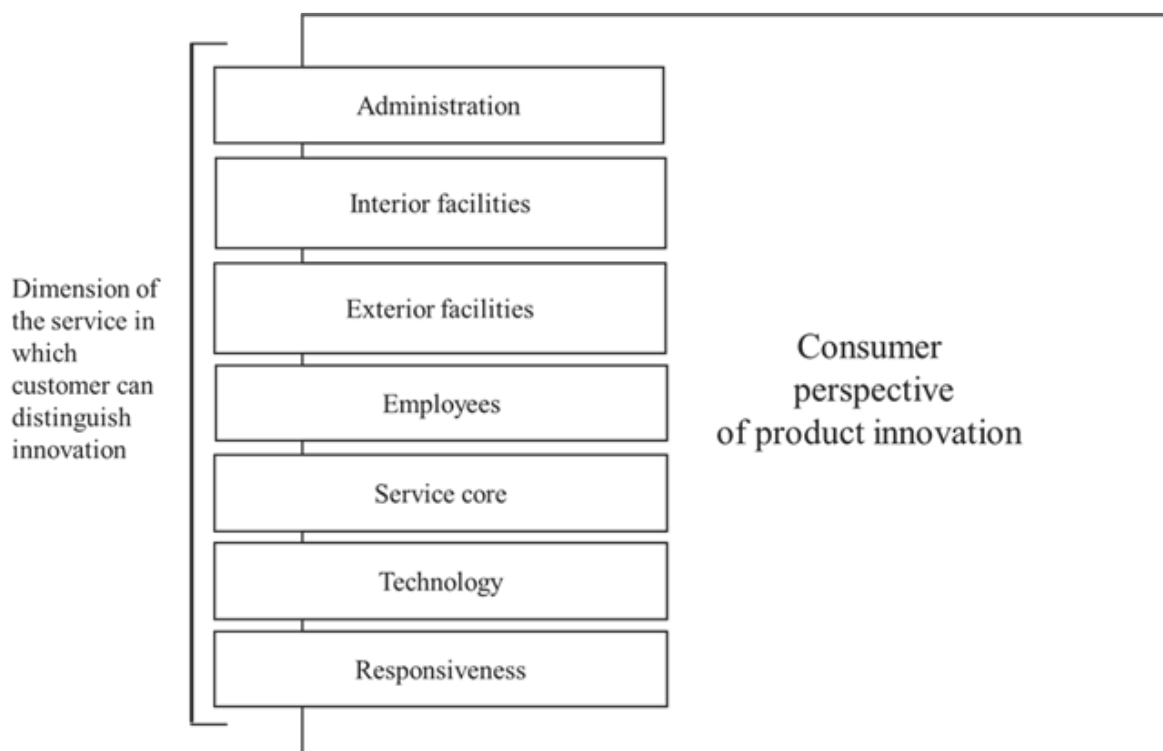 Dimension of
the service in
which
customer can
distinguish
innovation
Administration
Interior facilities
Exterior facilities
Employees
Service core
Technology
Responsiveness
Consumer
perspective
of product innovation